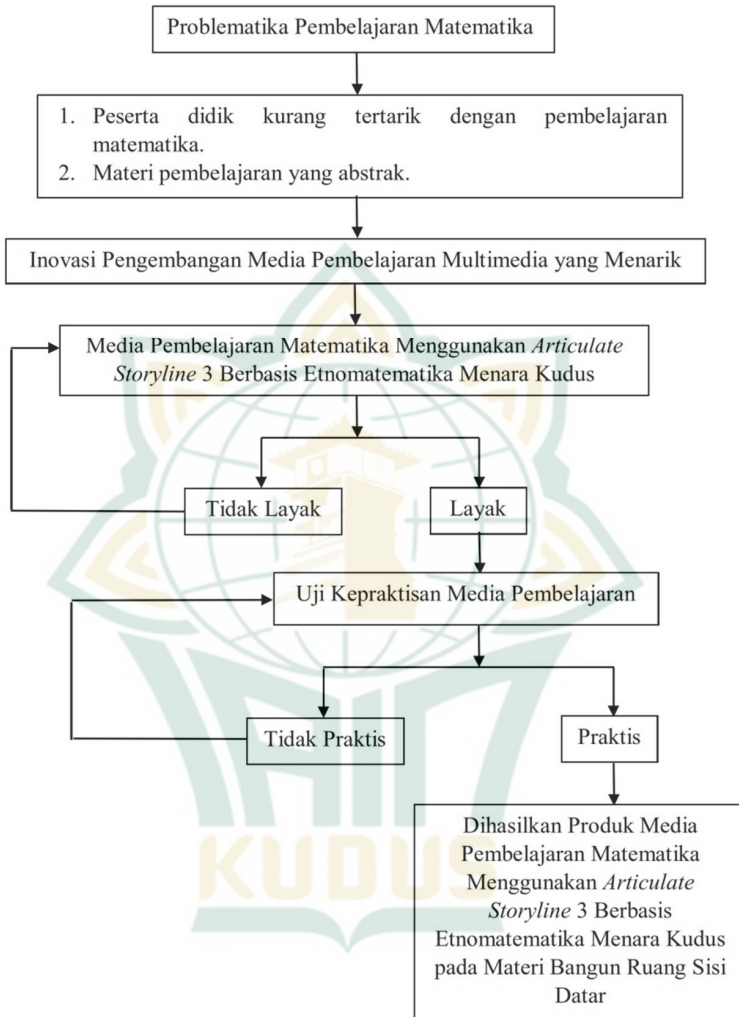 Problematika Pembelajaran Matematika
1. Peserta didik kurang tertarik dengan pembelajaran
matematika.
2. Materi pembelajaran yang abstrak.
Inovasi Pengembangan Media Pembelajaran Multimedia yang Menarik
Media Pembelajaran Matematika Menggunakan Articulate
Storyline 3 Berbasis Etnomatematika Menara Kudus
Tidak Layak
Layak
Uji Kepraktisan Media Pembelajaran
Tidak Praktis
Praktis
Dihasilkan Produk Media
Pembelajaran Matematika
Menggunakan Articulate
Storyline 3 Berbasis
Etnomatematika Menara Kudus
pada Materi Bangun Ruang Sisi
Datar
IAIN
KUDUS